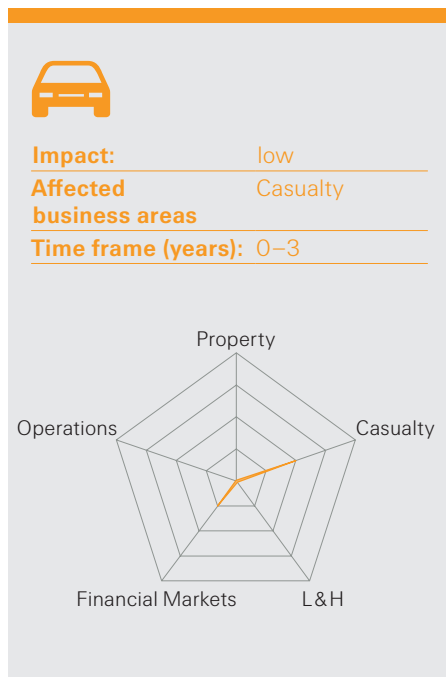 Impact: low
Affected Casualty
business areas
Time frame (years): 0–3
Property
Operations
Casualty
Financial Markets
L&H